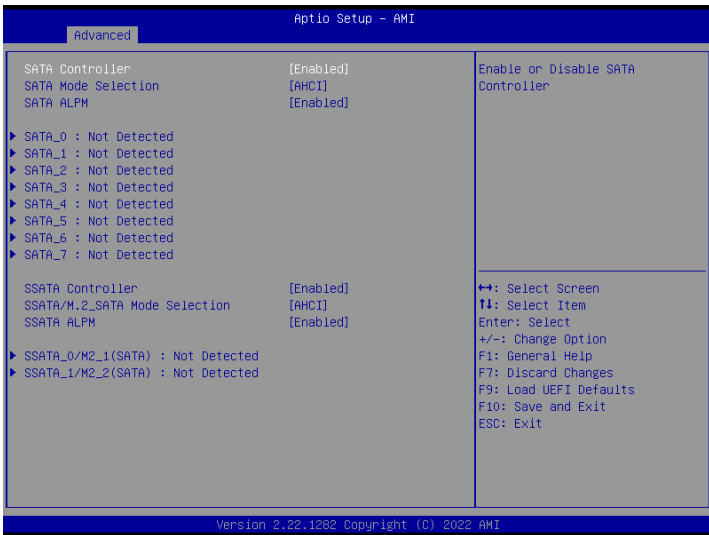 Aptio Setup – AMI
Advanced
SATA Controller [Enabled]
SATA Mode Selection [AHCI]
SATA ALPM [Enabled]
▶ SATA_0 : Not Detected
▶ SATA_1 : Not Detected
▶ SATA_2 : Not Detected
▶ SATA_3 : Not Detected
▶ SATA_4 : Not Detected
▶ SATA_5 : Not Detected
▶ SATA_6 : Not Detected
▶ SATA_7 : Not Detected
SSATA Controller [Enabled]
SSATA/M.2_SATA Mode Selection [AHCI]
SSATA ALPM [Enabled]
▶ SSATA_0/M2_1(SATA) : Not Detected
▶ SSATA_1/M2_2(SATA) : Not Detected
Enable or Disable SATA
Controller
↔: Select Screen
↑↓: Select Item
Enter: Select
+/-: Change Option
F1: General Help
F7: Discard Changes
F9: Load UEFI Defaults
F10: Save and Exit
ESC: Exit
Version 2.22.1282 Copyright (C) 2022 AMI